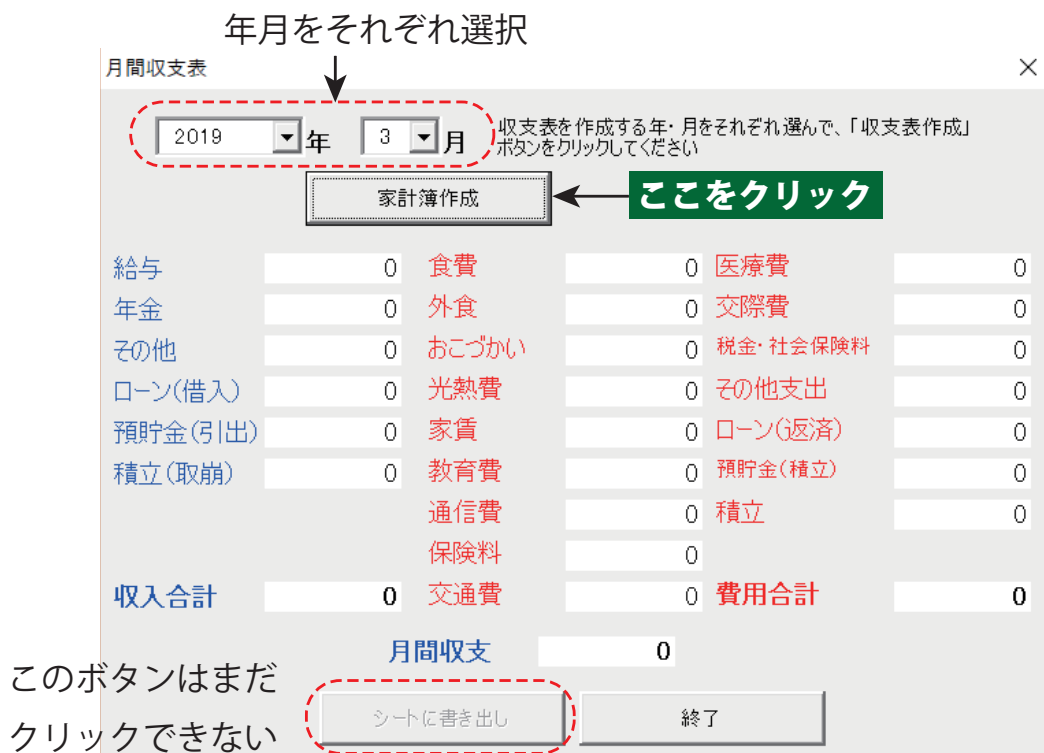 年月をそれぞれ選択
月間収支表
2019 年 3 月
収支表を作成する年・月をそれぞれ選んで、「収支表作成」
ボタンをクリックしてください
家計簿作成
ここをクリック
給与 0 食費 0 医療費 0
年金 0 外食 0 交際費 0
その他 0 おこづかい 0 税金・社会保険料 0
ローン(借入) 0 光熱費 0 その他支出 0
預貯金(引出) 0 家賃 0 ローン(返済) 0
積立(取崩) 0 教育費 0 預貯金(積立) 0
通信費 0 積立 0
保険料 0
収入合計 0 交通費 0 費用合計 0
月間収支 0
このボタンはまだ
クリックできない
シートに書き出し 終了